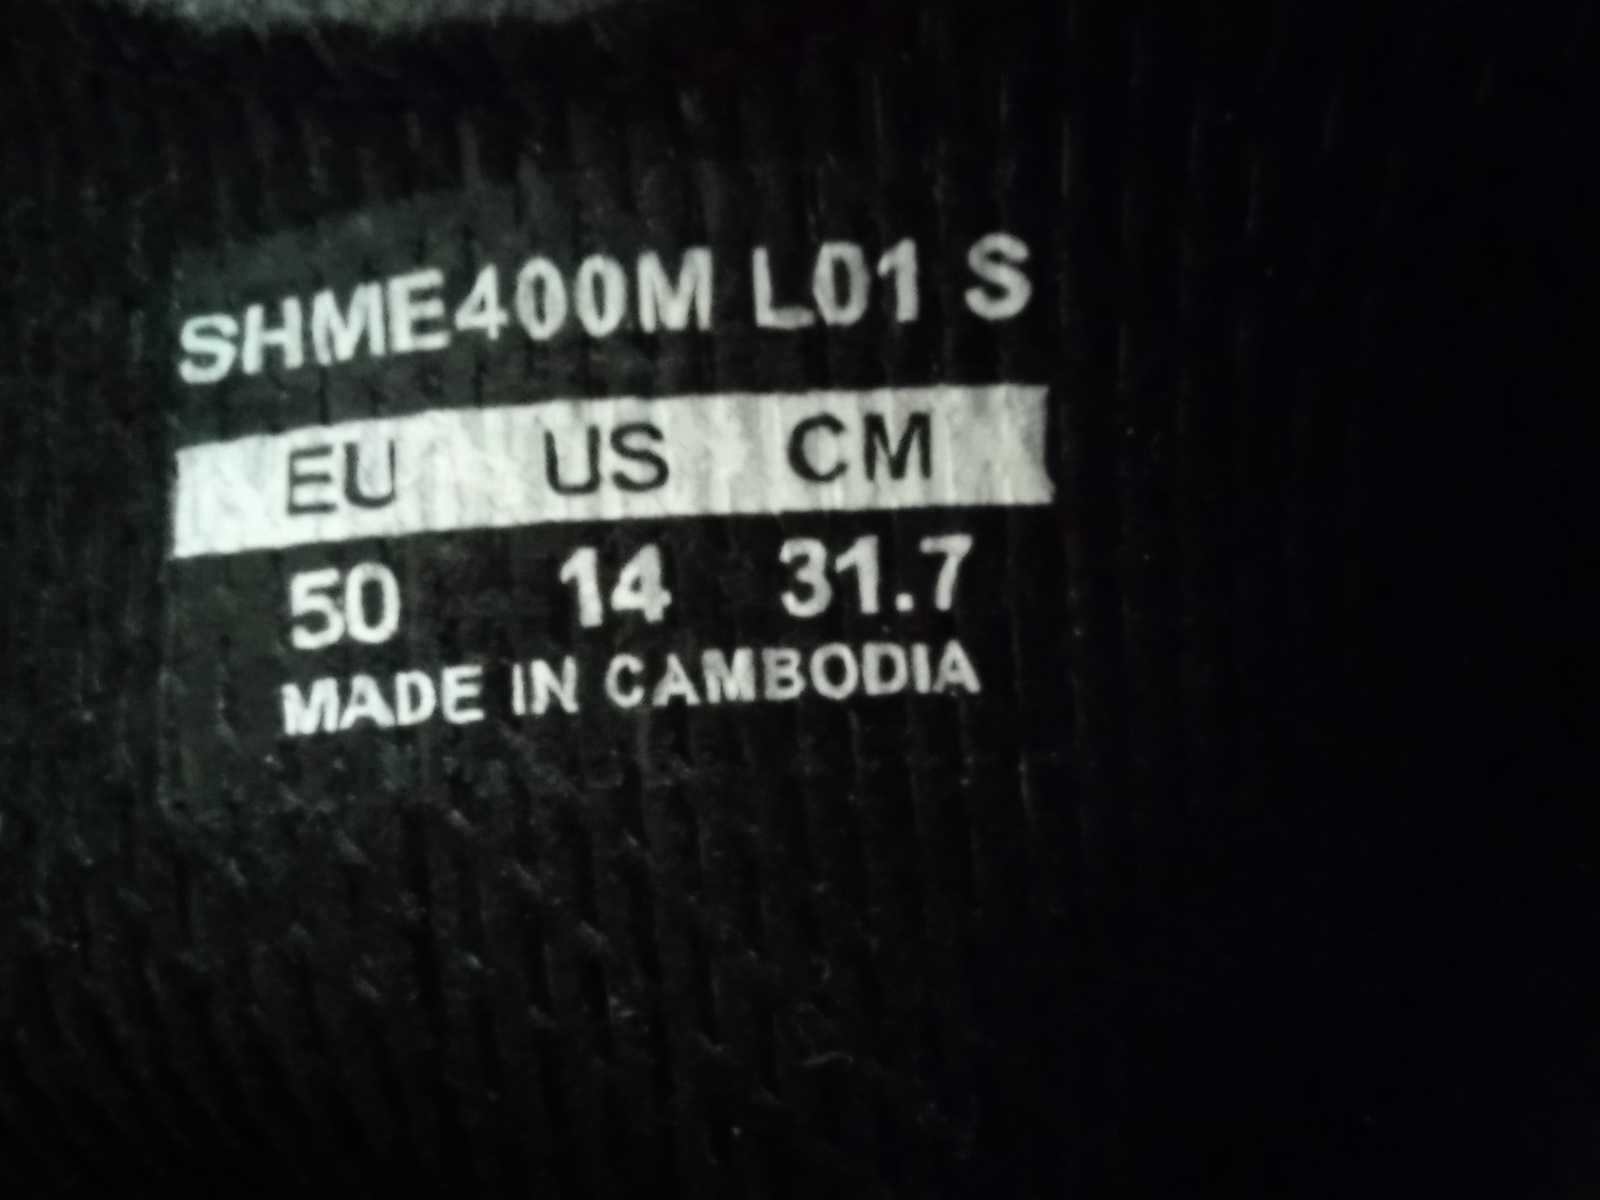 SHME400M L01 S
EU US CM
50 14 31.7
MADE IN CAMBODIA